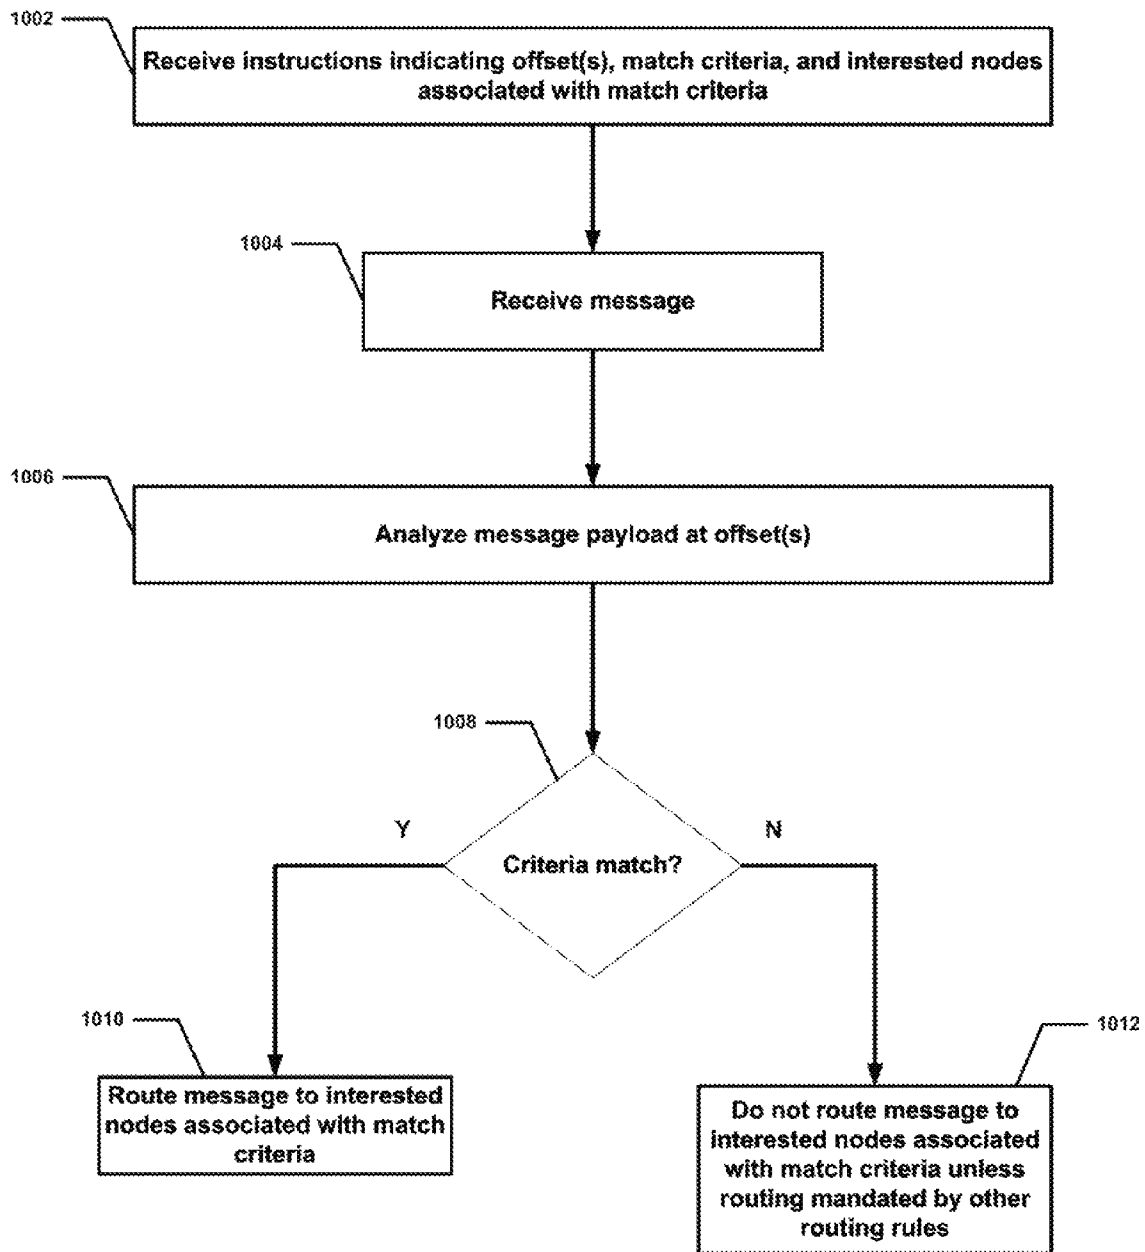 1002
Receive instructions indicating offset(s), match criteria, and interested nodes
associated with match criteria
1004
Receive message
1006
Analyze message payload at offset(s)
1008
Y
N
Criteria match?
1010
1012
Route message to interested
nodes associated with match
criteria
Do not route message to
interested nodes associated
with match criteria unless
routing mandated by other
routing rules